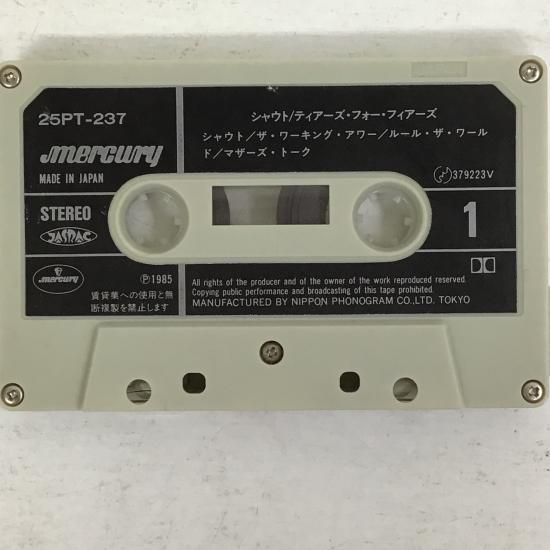 25PT-237
mercury
MADE IN JAPAN
シャウト/ティアーズ・フォー・フィアーズ
シャウト/ザ・ワーキング・アワー/ルール・ザ・ワール
ド/マザーズ・トーク
379223V
STEREO
JASRAC
1
mercury
Ⓟ1985
賃貸業への使用と無
断複製を禁止します
All rights of the producer and of the owner of the work reproduced reserved.
Copying public performance and broadcasting of this tape prohibited.
MANUFACTURED BY NIPPON PHONOGRAM CO.,LTD. TOKYO